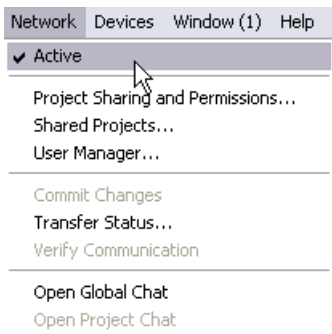 Network Devices Window (1) Help
Active
Project Sharing and Permissions...
Shared Projects...
User Manager...
Commit Changes
Transfer Status...
Verify Communication
Open Global Chat
Open Project Chat